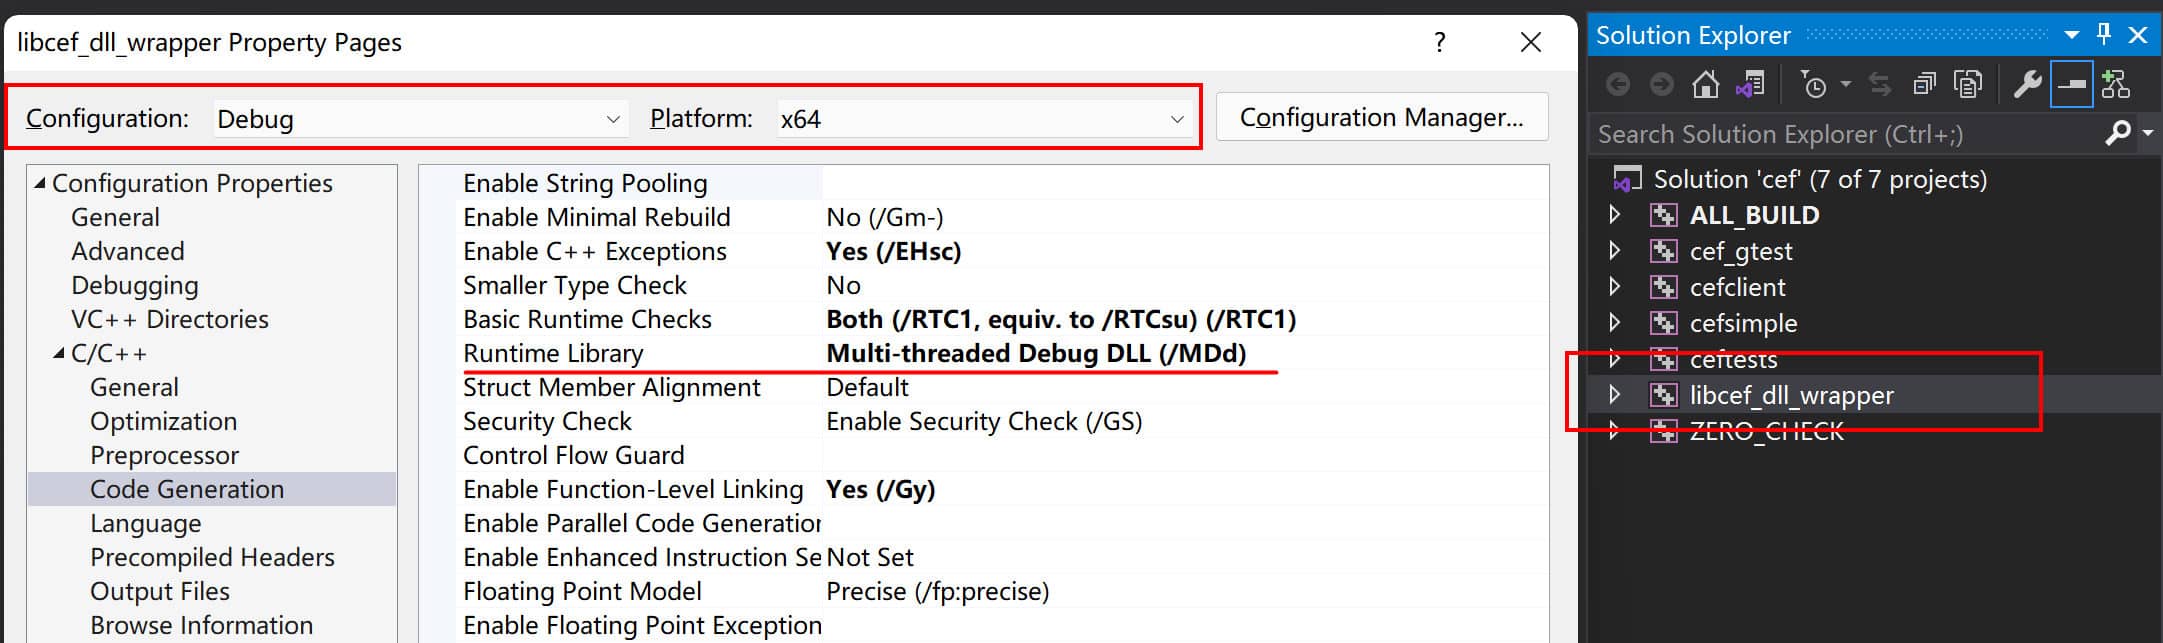 libcef_dll_wrapper Property Pages
?
Configuration: Debug Platform: x64 Configuration Manager...
Configuration Properties
General
Advanced
Debugging
VC++ Directories
C/C++
General
Optimization
Preprocessor
Code Generation
Language
Precompiled Headers
Output Files
Browse Information
Enable String Pooling
Enable Minimal Rebuild No (/Gm-)
Enable C++ Exceptions Yes (/EHsc)
Smaller Type Check No
Basic Runtime Checks Both (/RTC1, equiv. to /RTCsu) (/RTC1)
Runtime Library Multi-threaded Debug DLL (/MDd)
Struct Member Alignment Default
Security Check Enable Security Check (/GS)
Control Flow Guard
Enable Function-Level Linking Yes (/Gy)
Enable Parallel Code Generation
Enable Enhanced Instruction Se Not Set
Floating Point Model Precise (/fp:precise)
Enable Floating Point Exception
Solution Explorer
Search Solution Explorer (Ctrl+;)
Solution 'cef' (7 of 7 projects)
ALL_BUILD
cef_gtest
cefclient
cefsimple
ceftests
libcef_dll_wrapper
ZERO_CHECK